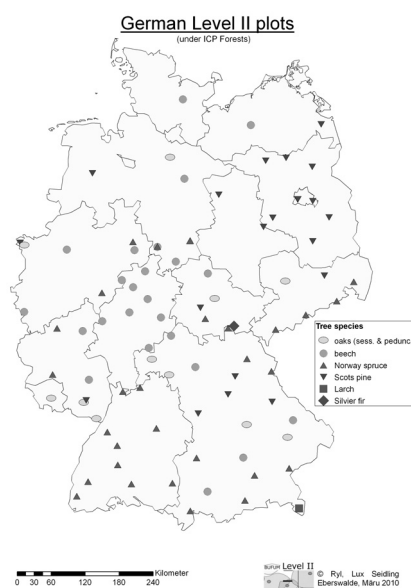 German Level II plots
(under ICP Forests)
Tree species
oaks (sess. & pedunc
beech
Norway spruce
Scots pine
Larch
Silvier fir
Kilometer
0 30 60 120 180 240
Level II
© Ryl, Lux Seidling
Eberswalde, Märu 2010